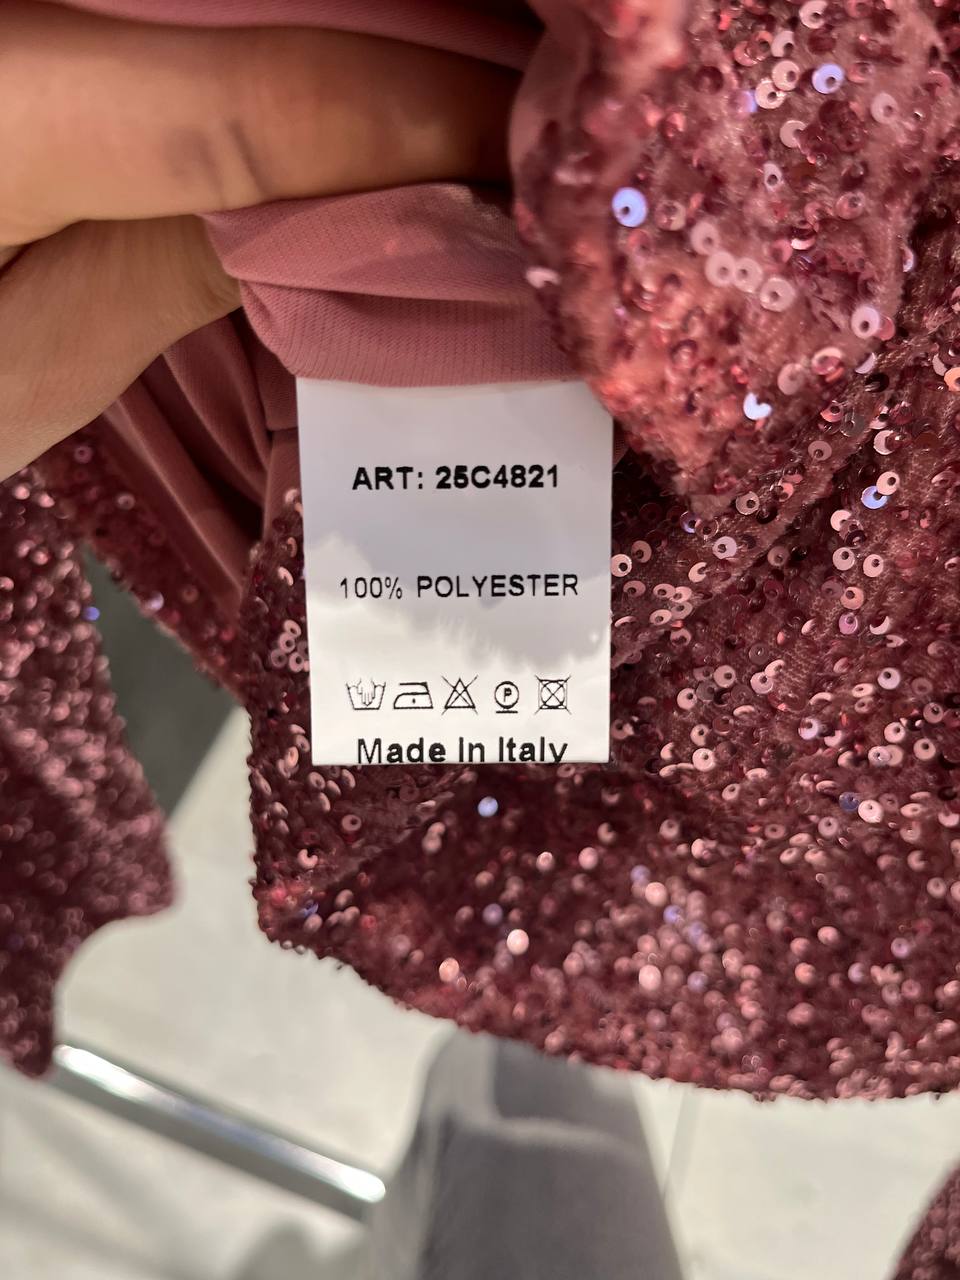 ART: 25C4821
100% POLYESTER
P
Made In Italy